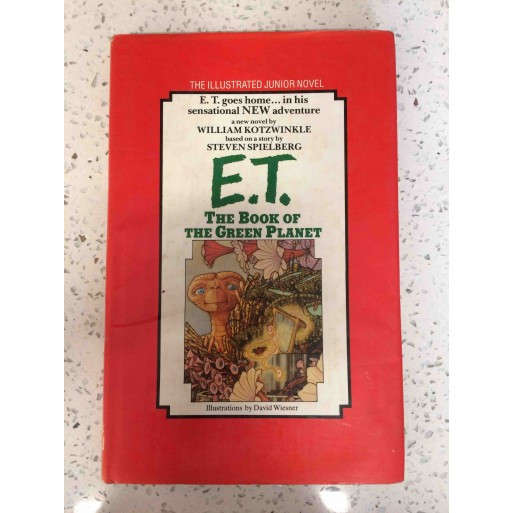 THE ILLUSTRATED JUNIOR NOVEL
E. T. goes home... in his
sensational NEW adventure
a new novel by
WILLIAM KOTZWINKLE
based on a story by
STEVEN SPIELBERG
E.T.
THE BOOK OF
THE GREEN PLANET
Illustrations by David Wiesner